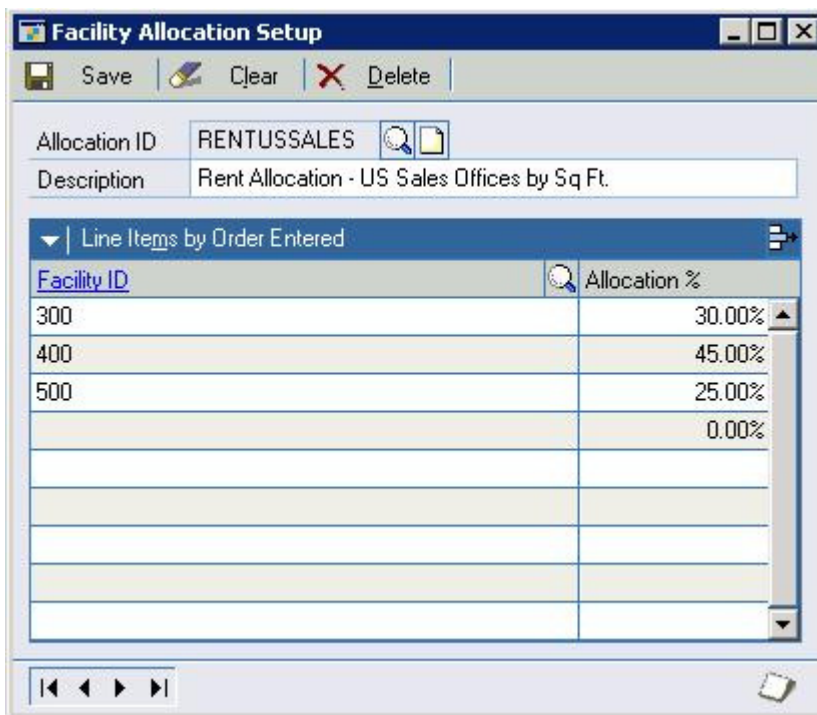 Facility Allocation Setup
Save Clear Delete
Allocation ID RENTUSSALES
Description Rent Allocation - US Sales Offices by Sq Ft.
Line Items by Order Entered
Facility ID Allocation %
300 30.00%
400 45.00%
500 25.00%
0.00%